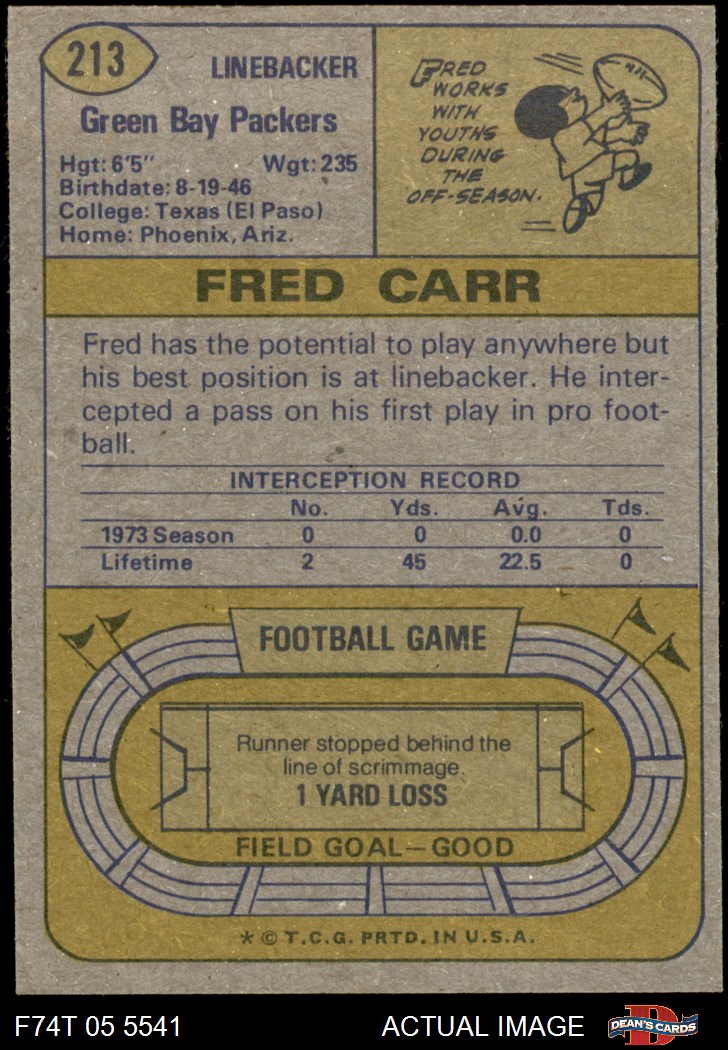 213
LINEBACKER
Green Bay Packers
Hgt: 6'5" Wgt: 235
Birthdate: 8-19-46
College: Texas (El Paso)
Home: Phoenix, Ariz.
FRED
WORKS
WITH
YOUTHS
DURING
THE
OFF-SEASON.
FRED CARR
Fred has the potential to play anywhere but
his best position is at linebacker. He inter-
cepted a pass on his first play in pro foot-
ball.
INTERCEPTION RECORD
No. Yds. Avg. Tds.
1973 Season 0 0 0.0 0
Lifetime 2 45 22.5 0
FOOTBALL GAME
Runner stopped behind the
line of scrimmage.
1 YARD LOSS
FIELD GOAL—GOOD
* © T.C.G. PRTD. IN U.S.A.
F74T 05 5541 ACTUAL IMAGE DEAN'S CARDS